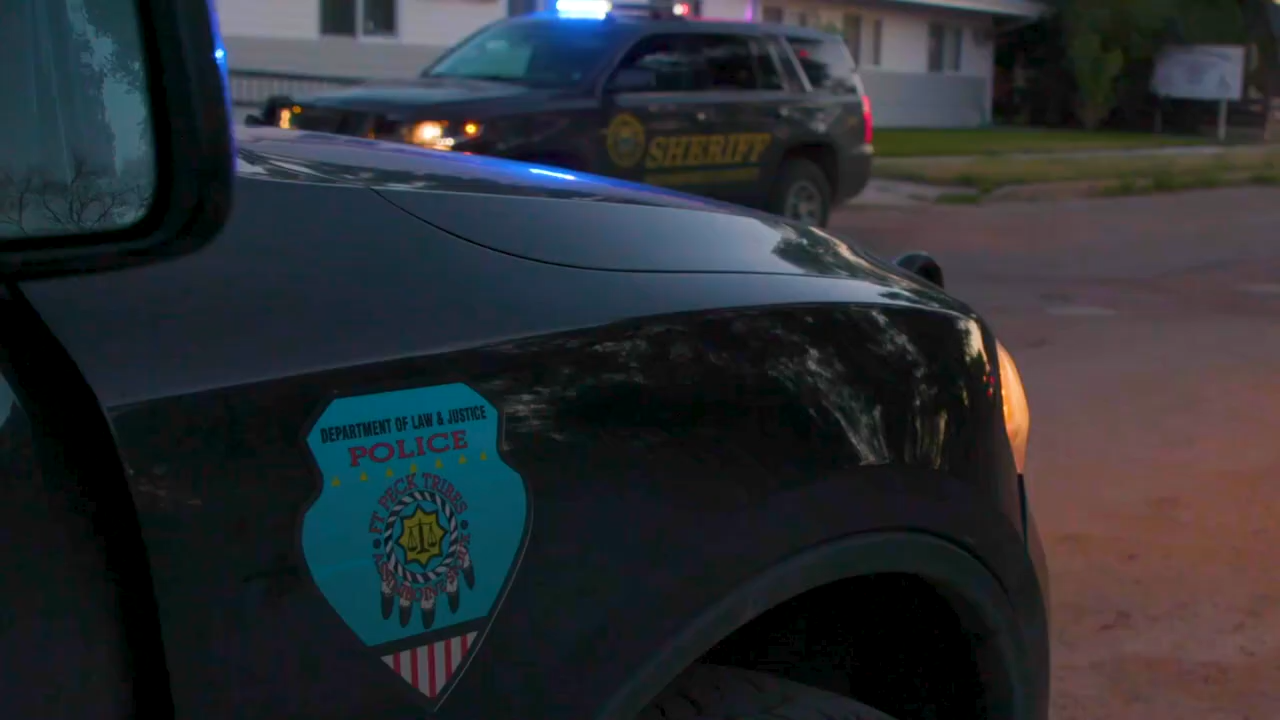 SHERIFF
DEPARTMENT OF LAW & JUSTICE
POLICE
FT PECK TRIBES